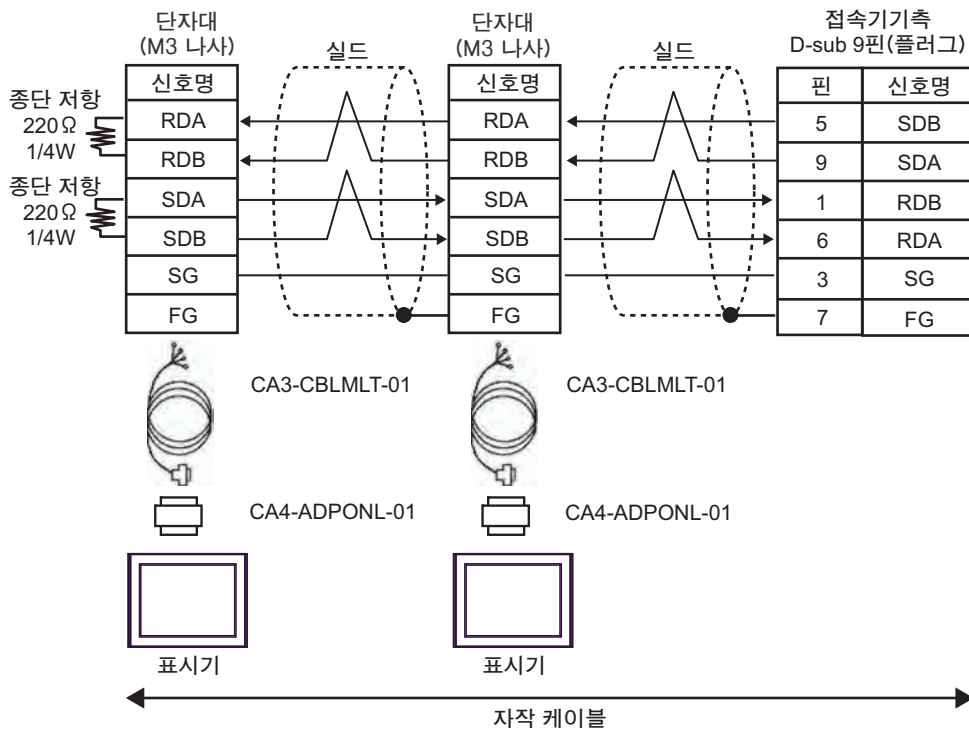 단자대
(M3 나사)
실드
단자대
(M3 나사)
실드
접속기기측
D-sub 9핀(플러그)
종단 저항
220Ω
1/4W
종단 저항
220Ω
1/4W
신호명
RDA
RDB
SDA
SDB
SG
FG
신호명
RDA
RDB
SDA
SDB
SG
FG
핀 신호명
5 SDB
9 SDA
1 RDB
6 RDA
3 SG
7 FG
CA3-CBLMLT-01
CA3-CBLMLT-01
CA4-ADPONL-01
CA4-ADPONL-01
표시기
표시기
자작 케이블